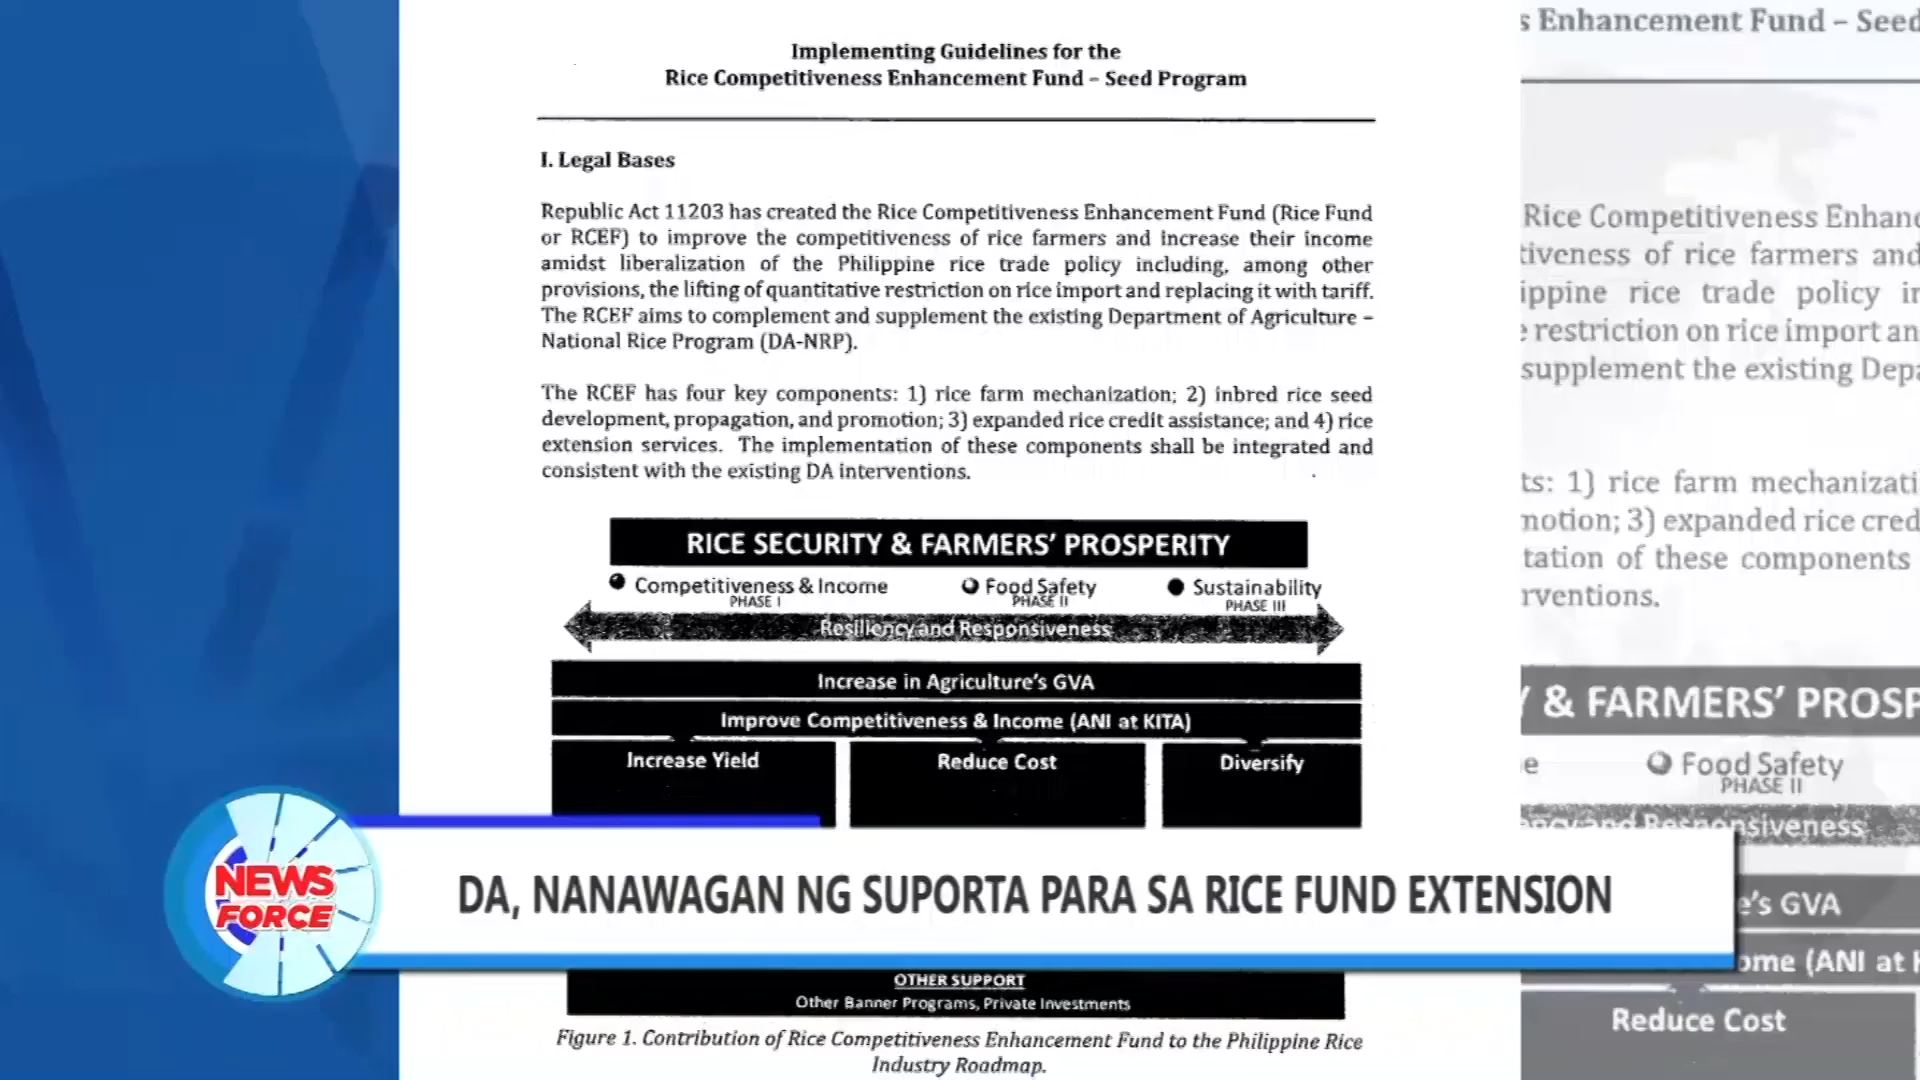 Implementing Guidelines for the
Rice Competitiveness Enhancement Fund – Seed Program
I. Legal Bases
Republic Act 11203 has created the Rice Competitiveness Enhancement Fund (Rice Fund
or RCEF) to improve the competitiveness of rice farmers and increase their income
amidst liberalization of the Philippine rice trade policy including, among other
provisions, the lifting of quantitative restriction on rice import and replacing it with tariff.
The RCEF aims to complement and supplement the existing Department of Agriculture –
National Rice Program (DA-NRP).
The RCEF has four key components: 1) rice farm mechanization; 2) inbred rice seed
development, propagation, and promotion; 3) expanded rice credit assistance; and 4) rice
extension services. The implementation of these components shall be integrated and
consistent with the existing DA interventions.
RICE SECURITY & FARMERS' PROSPERITY
Competitiveness & Income Food Safety Sustainability
PHASE I PHASE II PHASE III
Resiliency and Responsiveness
Increase in Agriculture's GVA
Improve Competitiveness & Income (ANI at KITA)
Increase Yield Reduce Cost Diversify
NEWS
FORCE
DA, NANAWAGAN NG SUPORTA PARA SA RICE FUND EXTENSION
OTHER SUPPORT
Other Banner Programs, Private Investments
Figure 1. Contribution of Rice Competitiveness Enhancement Fund to the Philippine Rice
Industry Roadmap.
s Enhancement Fund – Seed
Rice Competitiveness Enhanc
tiveness of rice farmers and
ippine rice trade policy in
e restriction on rice import an
supplement the existing Depa
ts: 1) rice farm mechanizati
motion; 3) expanded rice cred
tation of these components
rventions.
Y & FARMERS' PROSP
e Food Safety
PHASE II
ency and Responsiveness
e's GVA
ome (ANI at K
Reduce Cost